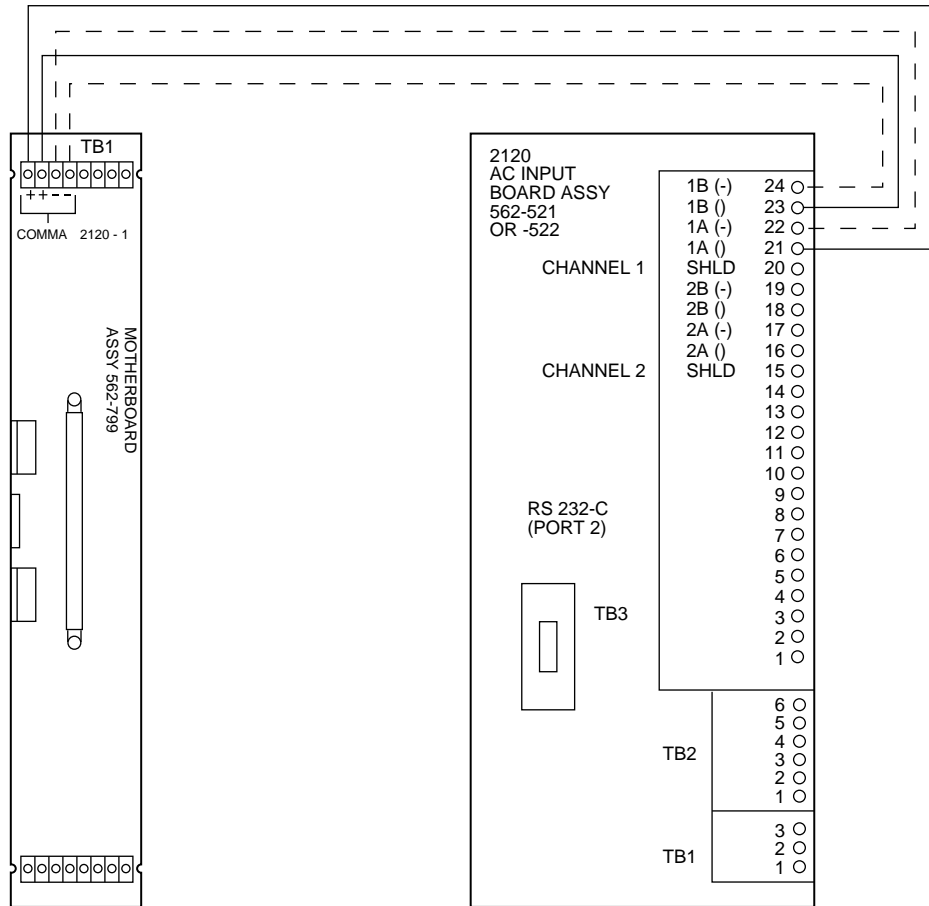 TB1
+ + - -
COMMA 2120 - 1
MOTHERBOARD
ASSY 562-799
2120
AC INPUT
BOARD ASSY
562-521
OR -522
1B (-) 24
1B () 23
1A (-) 22
1A () 21
CHANNEL 1 SHLD 20
2B (-) 19
2B () 18
2A (-) 17
2A () 16
CHANNEL 2 SHLD 15
14
13
12
11
10
9
8
7
6
5
4
3
2
1
RS 232-C
(PORT 2)
TB3
TB2
6
5
4
3
2
1
TB1
3
2
1